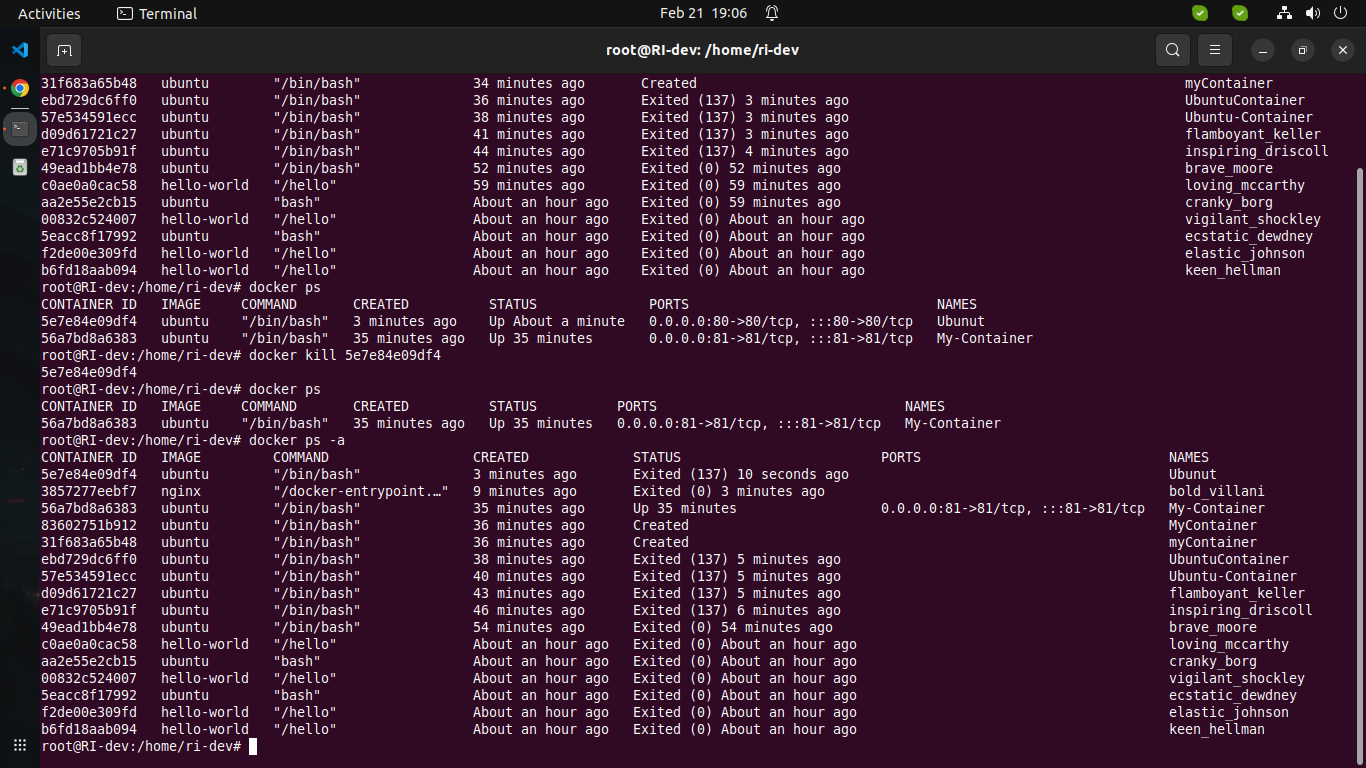 Activities Terminal Feb 21 19:06
root@RI-dev: /home/ri-dev
31f683a65b48 ubuntu "/bin/bash" 34 minutes ago Created myContainer
ebd729dc6ff0 ubuntu "/bin/bash" 36 minutes ago Exited (137) 3 minutes ago UbuntuContainer
57e534591ecc ubuntu "/bin/bash" 38 minutes ago Exited (137) 3 minutes ago Ubuntu-Container
d09d61721c27 ubuntu "/bin/bash" 41 minutes ago Exited (137) 3 minutes ago flamboyant_keller
e71c9705b91f ubuntu "/bin/bash" 44 minutes ago Exited (137) 4 minutes ago inspiring_driscoll
49ead1bb4e78 ubuntu "/bin/bash" 52 minutes ago Exited (0) 52 minutes ago brave_moore
c0ae0a0cac58 hello-world "/hello" 59 minutes ago Exited (0) 59 minutes ago loving_mccarthy
aa2e55e2cb15 ubuntu "bash" About an hour ago Exited (0) 59 minutes ago cranky_borg
00832c524007 hello-world "/hello" About an hour ago Exited (0) About an hour ago vigilant_shockley
5eacc8f17992 ubuntu "bash" About an hour ago Exited (0) About an hour ago ecstatic_dewdney
f2de00e309fd hello-world "/hello" About an hour ago Exited (0) About an hour ago elastic_johnson
b6fd18aab094 hello-world "/hello" About an hour ago Exited (0) About an hour ago keen_hellman
root@RI-dev:/home/ri-dev# docker ps
CONTAINER ID IMAGE COMMAND CREATED STATUS PORTS NAMES
5e7e84e09df4 ubuntu "/bin/bash" 3 minutes ago Up About a minute 0.0.0.0:80->80/tcp, :::80->80/tcp Ubunut
56a7bd8a6383 ubuntu "/bin/bash" 35 minutes ago Up 35 minutes 0.0.0.0:81->81/tcp, :::81->81/tcp My-Container
root@RI-dev:/home/ri-dev# docker kill 5e7e84e09df4
5e7e84e09df4
root@RI-dev:/home/ri-dev# docker ps
CONTAINER ID IMAGE COMMAND CREATED STATUS PORTS NAMES
56a7bd8a6383 ubuntu "/bin/bash" 35 minutes ago Up 35 minutes 0.0.0.0:81->81/tcp, :::81->81/tcp My-Container
root@RI-dev:/home/ri-dev# docker ps -a
CONTAINER ID IMAGE COMMAND CREATED STATUS PORTS NAMES
5e7e84e09df4 ubuntu "/bin/bash" 3 minutes ago Exited (137) 10 seconds ago Ubunut
3857277eebf7 nginx "/docker-entrypoint.…" 9 minutes ago Exited (0) 3 minutes ago bold_villani
56a7bd8a6383 ubuntu "/bin/bash" 35 minutes ago Up 35 minutes 0.0.0.0:81->81/tcp, :::81->81/tcp My-Container
83602751b912 ubuntu "/bin/bash" 36 minutes ago Created MyContainer
31f683a65b48 ubuntu "/bin/bash" 36 minutes ago Created myContainer
ebd729dc6ff0 ubuntu "/bin/bash" 38 minutes ago Exited (137) 5 minutes ago UbuntuContainer
57e534591ecc ubuntu "/bin/bash" 40 minutes ago Exited (137) 5 minutes ago Ubuntu-Container
d09d61721c27 ubuntu "/bin/bash" 43 minutes ago Exited (137) 5 minutes ago flamboyant_keller
e71c9705b91f ubuntu "/bin/bash" 46 minutes ago Exited (137) 6 minutes ago inspiring_driscoll
49ead1bb4e78 ubuntu "/bin/bash" 54 minutes ago Exited (0) 54 minutes ago brave_moore
c0ae0a0cac58 hello-world "/hello" About an hour ago Exited (0) About an hour ago loving_mccarthy
aa2e55e2cb15 ubuntu "bash" About an hour ago Exited (0) About an hour ago cranky_borg
00832c524007 hello-world "/hello" About an hour ago Exited (0) About an hour ago vigilant_shockley
5eacc8f17992 ubuntu "bash" About an hour ago Exited (0) About an hour ago ecstatic_dewdney
f2de00e309fd hello-world "/hello" About an hour ago Exited (0) About an hour ago elastic_johnson
b6fd18aab094 hello-world "/hello" About an hour ago Exited (0) About an hour ago keen_hellman
root@RI-dev:/home/ri-dev#